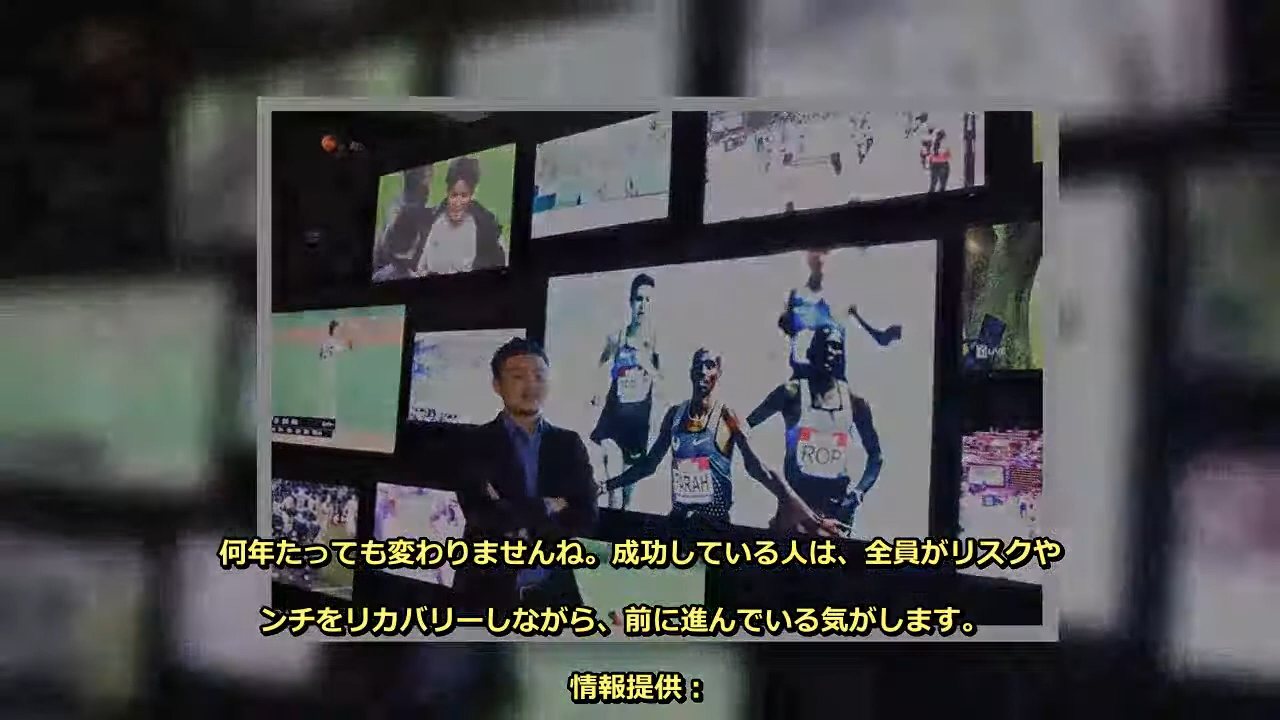 LIVE
ROP
FARAH
何年たっても変わりませんね。成功している人は、全員がリスクや
ンチをリカバリーしながら、前に進んでいる気がします。
情報提供：